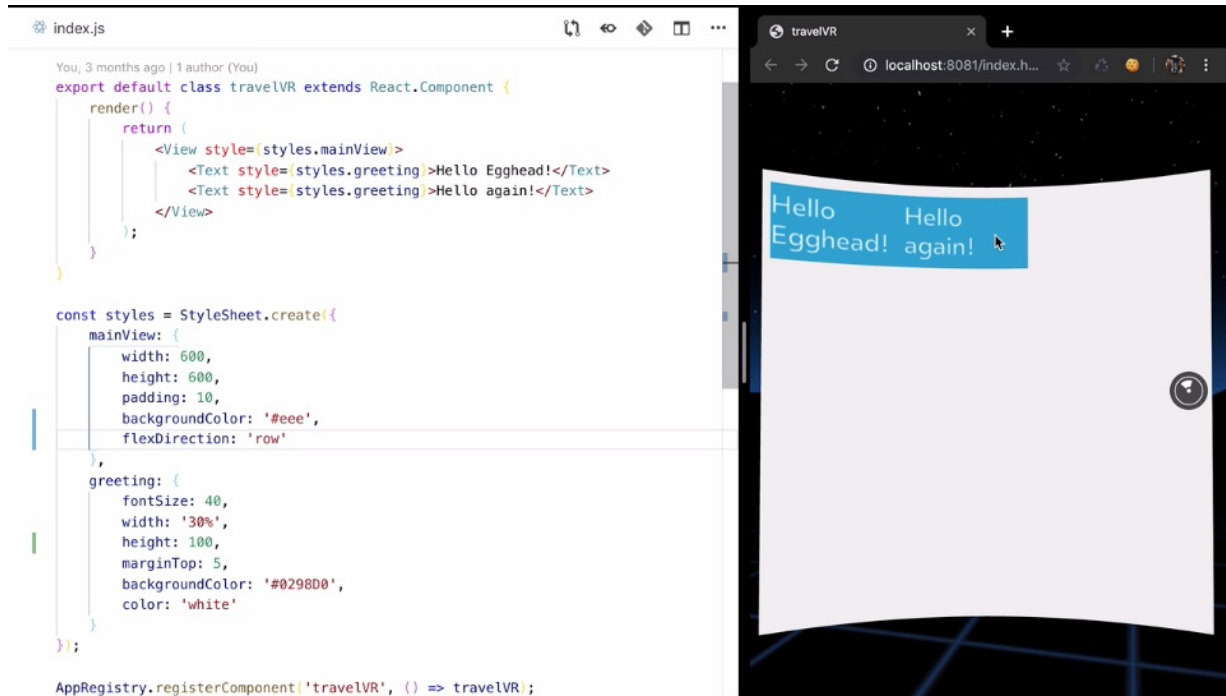 index.js
You, 3 months ago | 1 author (You)
export default class travelVR extends React.Component {
render() {
return (
<View style={styles.mainView}>
<Text style={styles.greeting}>Hello Egghead!</Text>
<Text style={styles.greeting}>Hello again!</Text>
</View>
);
}
}
const styles = StyleSheet.create({
mainView: {
width: 600,
height: 600,
padding: 10,
backgroundColor: '#eee',
flexDirection: 'row'
},
greeting: {
fontSize: 40,
width: '30%',
height: 100,
marginTop: 5,
backgroundColor: '#0298D0',
color: 'white'
}
});
AppRegistry.registerComponent('travelVR', () => travelVR);
travelVR
localhost:8081/index.h...
Hello
Egghead!
Hello
again!